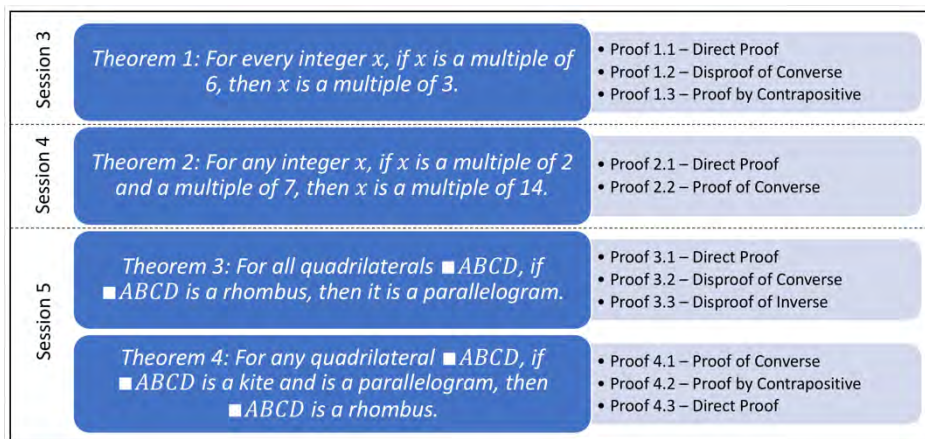 Session 3
Theorem 1: For every integer x, if x is a multiple of
6, then x is a multiple of 3.
• Proof 1.1 – Direct Proof
• Proof 1.2 – Disproof of Converse
• Proof 1.3 – Proof by Contrapositive
Session 4
Theorem 2: For any integer x, if x is a multiple of 2
and a multiple of 7, then x is a multiple of 14.
• Proof 2.1 – Direct Proof
• Proof 2.2 – Proof of Converse
Session 5
Theorem 3: For all quadrilaterals ■ABCD, if
■ABCD is a rhombus, then it is a parallelogram.
• Proof 3.1 – Direct Proof
• Proof 3.2 – Disproof of Converse
• Proof 3.3 – Disproof of Inverse
Theorem 4: For any quadrilateral ■ABCD, if
■ABCD is a kite and is a parallelogram, then
■ABCD is a rhombus.
• Proof 4.1 – Proof of Converse
• Proof 4.2 – Proof by Contrapositive
• Proof 4.3 – Direct Proof